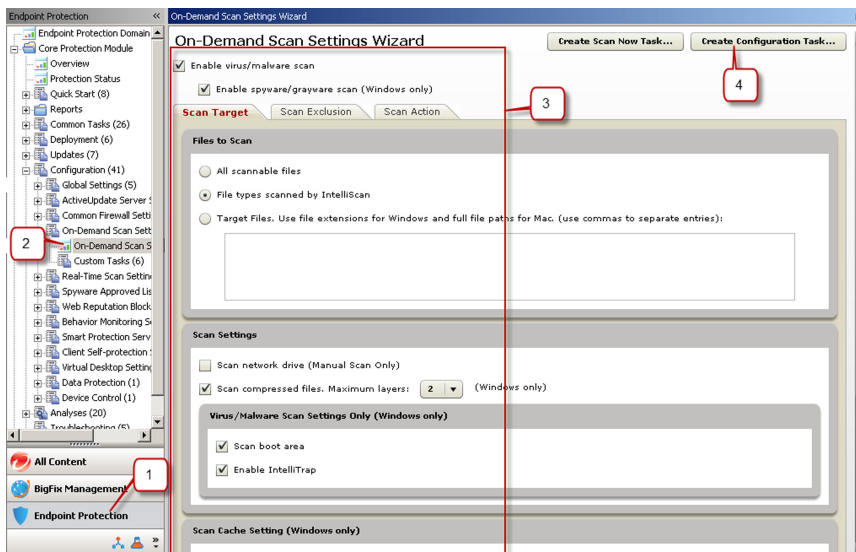 Endpoint Protection «
On-Demand Scan Settings Wizard
Endpoint Protection Domain
Core Protection Module
Overview
Protection Status
Quick Start (8)
Reports
Common Tasks (26)
Deployment (6)
Updates (7)
Configuration (41)
Global Settings (5)
ActiveUpdate Server S
Common Firewall Setti
On-Demand Scan Sett
On-Demand Scan S
Custom Tasks (6)
Real-Time Scan Settin
Spyware Approved Lis
Web Reputation Block
Behavior Monitoring S
Smart Protection Serv
Client Self-protection
Virtual Desktop Settin
Data Protection (1)
Device Control (1)
Analyses (20)
Troubleshooting (5)
All Content
BigFix Management
Endpoint Protection
1
2
On-Demand Scan Settings Wizard
Create Scan Now Task...
Create Configuration Task...
Enable virus/malware scan
Enable spyware/grayware scan (Windows only)
3
4
Scan Target
Scan Exclusion
Scan Action
Files to Scan
All scannable files
File types scanned by IntelliScan
Target Files. Use file extensions for Windows and full file paths for Mac. (use commas to separate entries):
Scan Settings
Scan network drive (Manual Scan Only)
Scan compressed files. Maximum layers: 2 (Windows only)
Virus/Malware Scan Settings Only (Windows only)
Scan boot area
Enable IntelliTrap
Scan Cache Setting (Windows only)